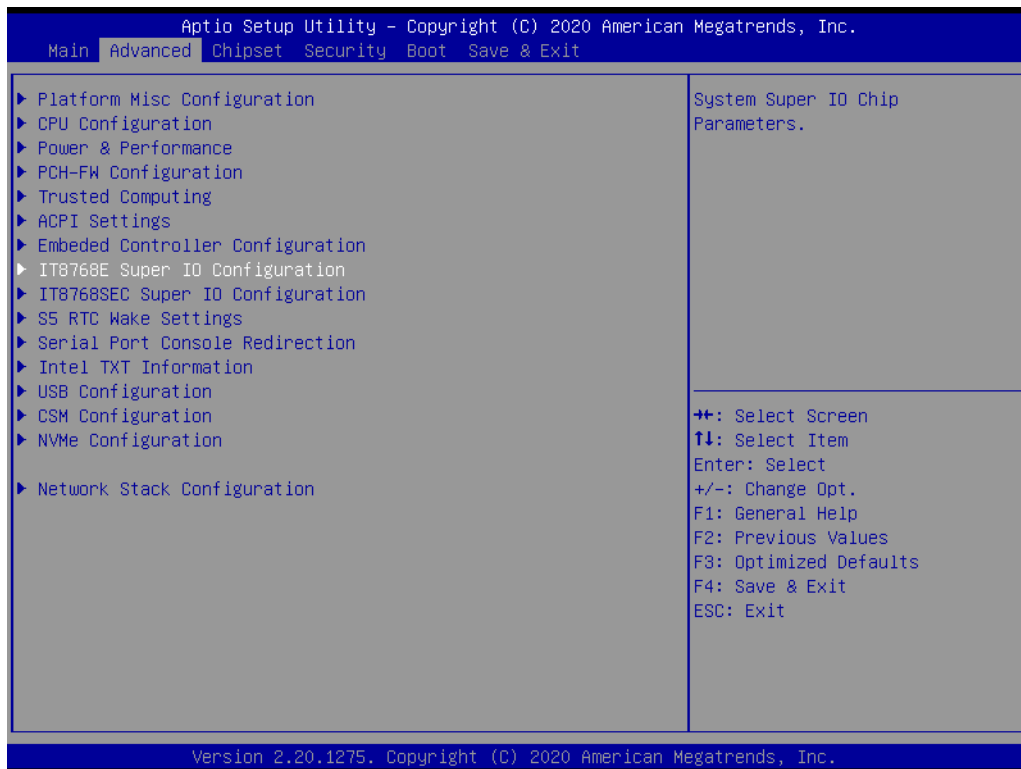 Aptio Setup Utility – Copyright (C) 2020 American Megatrends, Inc.
Main Advanced Chipset Security Boot Save & Exit
▶ Platform Misc Configuration
▶ CPU Configuration
▶ Power & Performance
▶ PCH-FW Configuration
▶ Trusted Computing
▶ ACPI Settings
▶ Embeded Controller Configuration
▶ IT8768E Super IO Configuration
▶ IT8768SEC Super IO Configuration
▶ S5 RTC Wake Settings
▶ Serial Port Console Redirection
▶ Intel TXT Information
▶ USB Configuration
▶ CSM Configuration
▶ NVMe Configuration
▶ Network Stack Configuration
System Super IO Chip
Parameters.
→←: Select Screen
↑↓: Select Item
Enter: Select
+/-: Change Opt.
F1: General Help
F2: Previous Values
F3: Optimized Defaults
F4: Save & Exit
ESC: Exit
Version 2.20.1275. Copyright (C) 2020 American Megatrends, Inc.